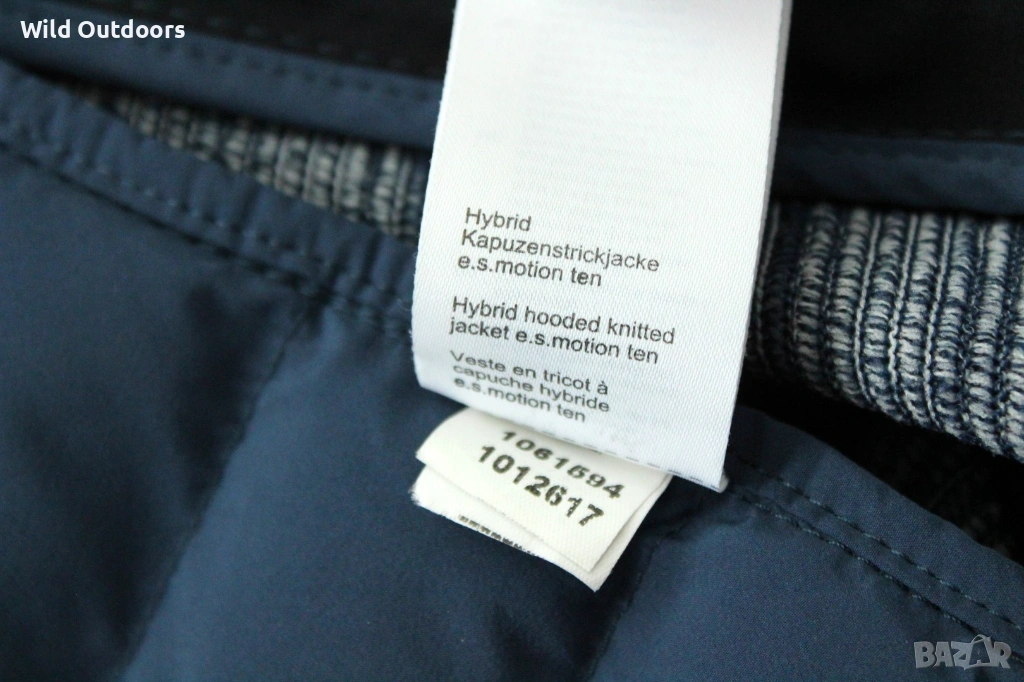 Wild Outdoors
Hybrid
Kapuzenstrickjacke
e.s.motion ten
Hybrid hooded knitted
jacket e.s.motion ten
Veste en tricot à
capuche hybride
e.s.motion ten
1061594
1012617
BAZAR